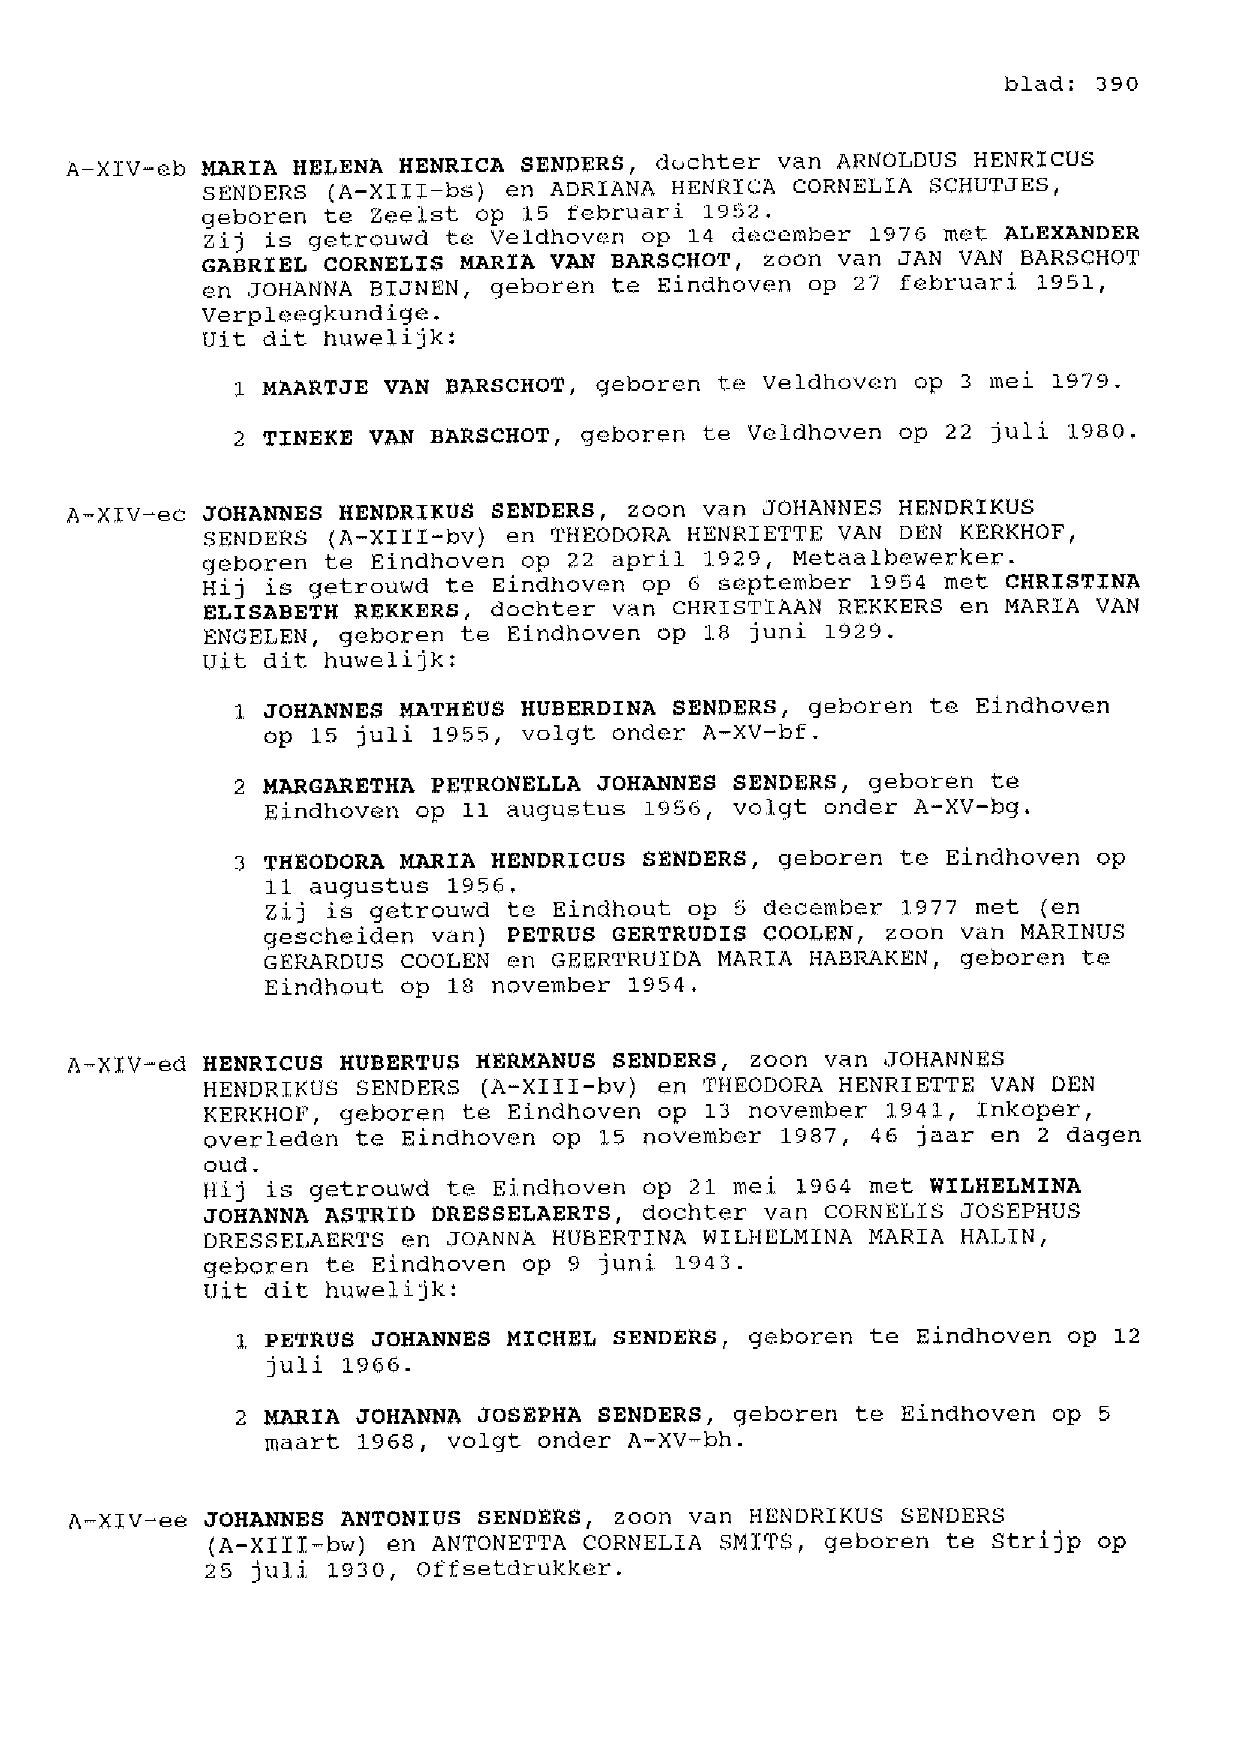 blad: 390
A-XIV-eb MARIA HELENA HENRICA SENDERS, dochter van ARNOLDUS HENRICUS
SENDERS (A-XIII-bs) en ADRIANA HENRICA CORNELIA SCHUTJES,
geboren te Zeelst op 15 februari 1952.
Zij is getrouwd te Veldhoven op 14 december 1976 met ALEXANDER
GABRIEL CORNELIS MARIA VAN BARSCHOT, zoon van JAN VAN BARSCHOT
en JOHANNA BIJNEN, geboren te Eindhoven op 27 februari 1951,
Verpleegkundige.
Uit dit huwelijk:
1 MAARTJE VAN BARSCHOT, geboren te Veldhoven op 3 mei 1979.
2 TINEKE VAN BARSCHOT, geboren te Veldhoven op 22 juli 1980.
A-XIV-ec JOHANNES HENDRIKUS SENDERS, zoon van JOHANNES HENDRIKUS
SENDERS (A-XIII-bv) en THEODORA HENRIETTE VAN DEN KERKHOF,
geboren te Eindhoven op 22 april 1929, Metaalbewerker.
Hij is getrouwd te Eindhoven op 6 september 1954 met CHRISTINA
ELISABETH REKKERS, dochter van CHRISTIAAN REKKERS en MARIA VAN
ENGELEN, geboren te Eindhoven op 18 juni 1929.
Uit dit huwelijk:
1 JOHANNES MATHEUS HUBERDINA SENDERS, geboren te Eindhoven
op 15 juli 1955, volgt onder A-XV-bf.
2 MARGARETHA PETRONELLA JOHANNES SENDERS, geboren te
Eindhoven op 11 augustus 1956, volgt onder A-XV-bg.
3 THEODORA MARIA HENDRICUS SENDERS, geboren te Eindhoven op
11 augustus 1956.
Zij is getrouwd te Eindhout op 5 december 1977 met (en
gescheiden van) PETRUS GERTRUDIS COOLEN, zoon van MARINUS
GERARDUS COOLEN en GEERTRUIDA MARIA HABRAKEN, geboren te
Eindhout op 18 november 1954.
A-XIV-ed HENRICUS HUBERTUS HERMANUS SENDERS, zoon van JOHANNES
HENDRIKUS SENDERS (A-XIII-bv) en THEODORA HENRIETTE VAN DEN
KERKHOF, geboren te Eindhoven op 13 november 1941, Inkoper,
overleden te Eindhoven op 15 november 1987, 46 jaar en 2 dagen
oud.
Hij is getrouwd te Eindhoven op 21 mei 1964 met WILHELMINA
JOHANNA ASTRID DRESSELAERTS, dochter van CORNELIS JOSEPHUS
DRESSELAERTS en JOANNA HUBERTINA WILHELMINA MARIA HALIN,
geboren te Eindhoven op 9 juni 1943.
Uit dit huwelijk:
1 PETRUS JOHANNES MICHEL SENDERS, geboren te Eindhoven op 12
juli 1966.
2 MARIA JOHANNA JOSEPHA SENDERS, geboren te Eindhoven op 5
maart 1968, volgt onder A-XV-bh.
A-XIV-ee JOHANNES ANTONIUS SENDERS, zoon van HENDRIKUS SENDERS
(A-XIII-bw) en ANTONETTA CORNELIA SMITS, geboren te Strijp op
25 juli 1930, Offsetdrukker.